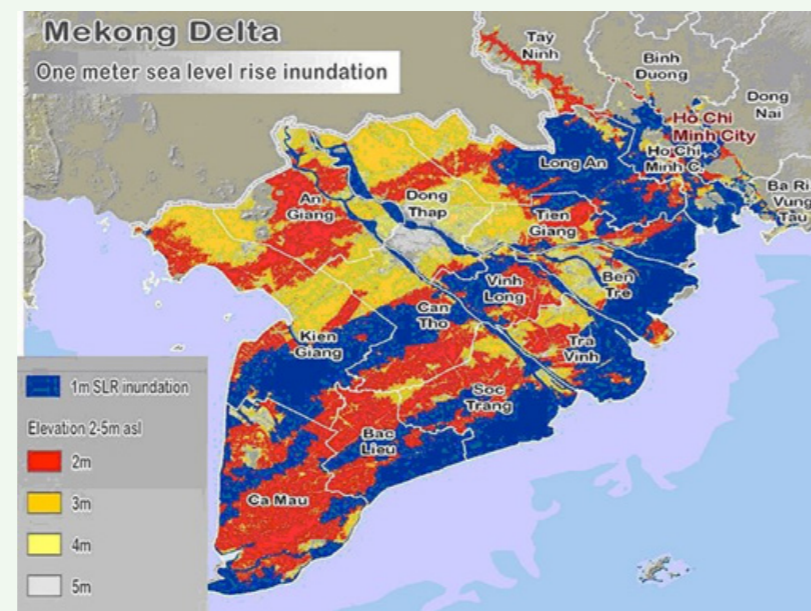 Mekong Delta
One meter sea level rise inundation
Tay
Ninh
Binh
Duong
Dong
Nai
Ho Chi
Minh City
Ho Chi
Minh C.
Ba Ri
Vung
Tau
Long An
An
Giang
Dong
Thap
Tien
Giang
Ben
Tre
Vinh
Long
Can
Tho
Kien
Giang
Tra
Vinh
Soc
Trang
Bac
Lieu
Ca Mau
1m SLR inundation
Elevation 2-5m asl
2m
3m
4m
5m